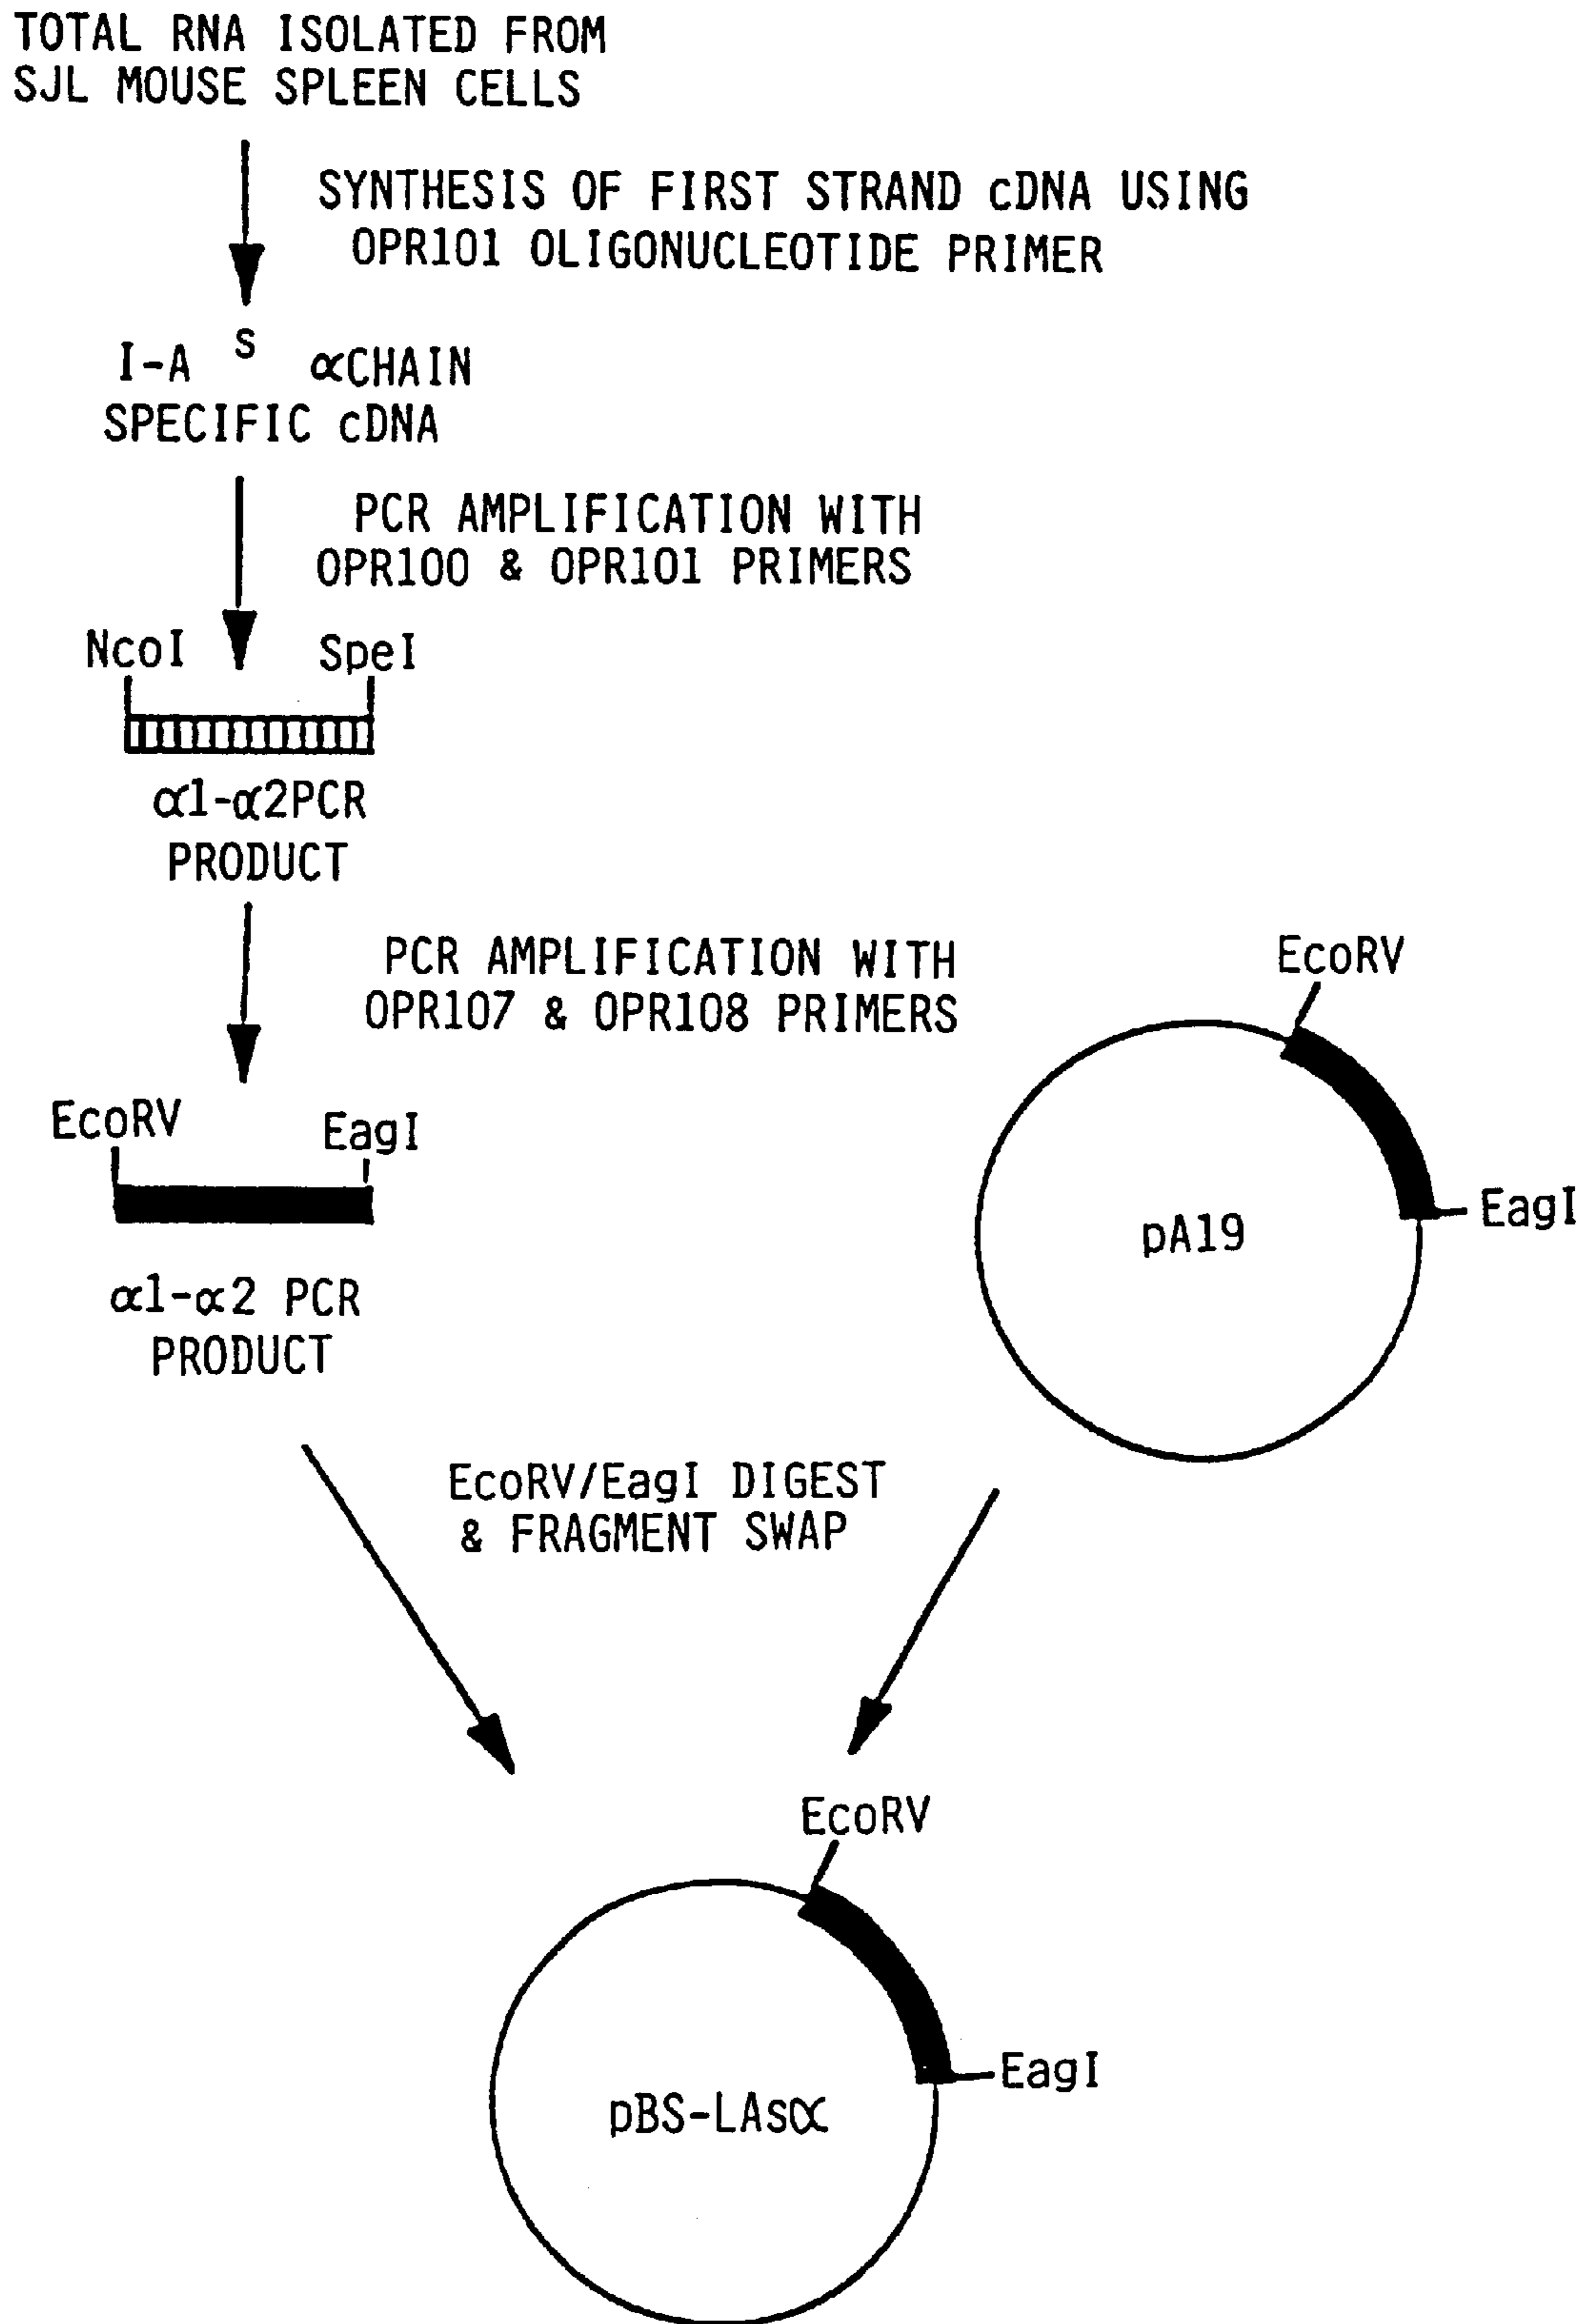 TOTAL RNA ISOLATED FROM
SJL MOUSE SPLEEN CELLS
SYNTHESIS OF FIRST STRAND cDNA USING
OPR101 OLIGONUCLEOTIDE PRIMER
I-A s αCHAIN
SPECIFIC cDNA
PCR AMPLIFICATION WITH
OPR100 & OPR101 PRIMERS
NcoI SpeI
α1-α2PCR
PRODUCT
PCR AMPLIFICATION WITH
OPR107 & OPR108 PRIMERS
EcoRV EagI
α1-α2 PCR
PRODUCT
EcoRV
EagI
pA19
EcoRV/EagI DIGEST
& FRAGMENT SWAP
EcoRV
EagI
pBS-LAsα